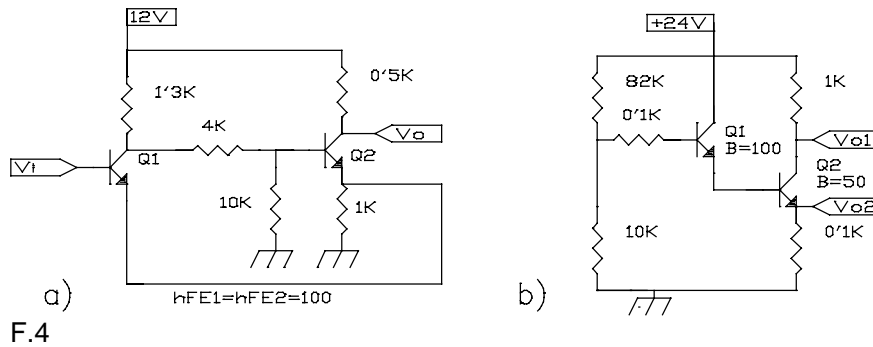 12V
1'3K
4K
0'5K
Vo
Vi
Q1
Q2
10K
1K
a)
hFE1=hFE2=100
F.4
+24V
82K
0'1K
1K
Q1
B=100
Vo1
Q2
B=50
Vo2
10K
0'1K
b)